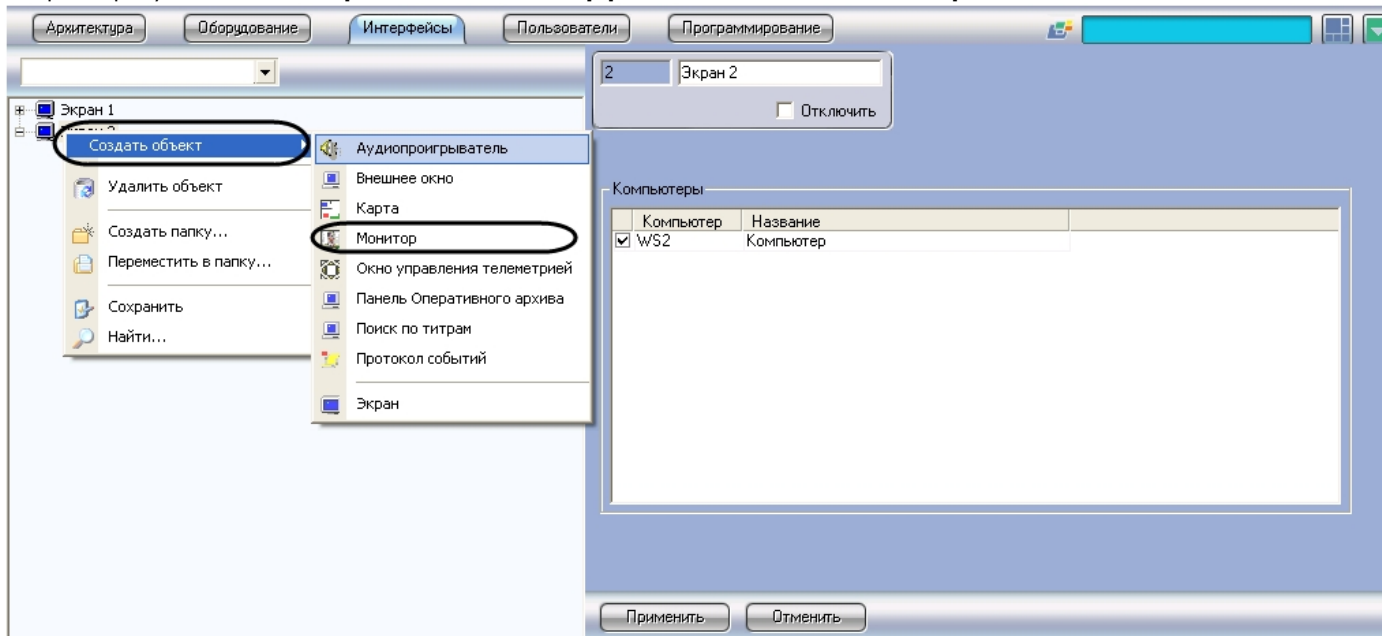 Архитектура Оборудование Интерфейсы Пользователи Программирование
2 Экран 2
Отключить
Экран 1
Создать объект
Удалить объект
Создать папку...
Переместить в папку...
Сохранить
Найти...
Аудиопроигрыватель
Внешнее окно
Карта
Монитор
Окно управления телеметрией
Панель Оперативного архива
Поиск по титрам
Протокол событий
Экран
Компьютеры
Компьютер Название
WS2 Компьютер
Применить Отменить